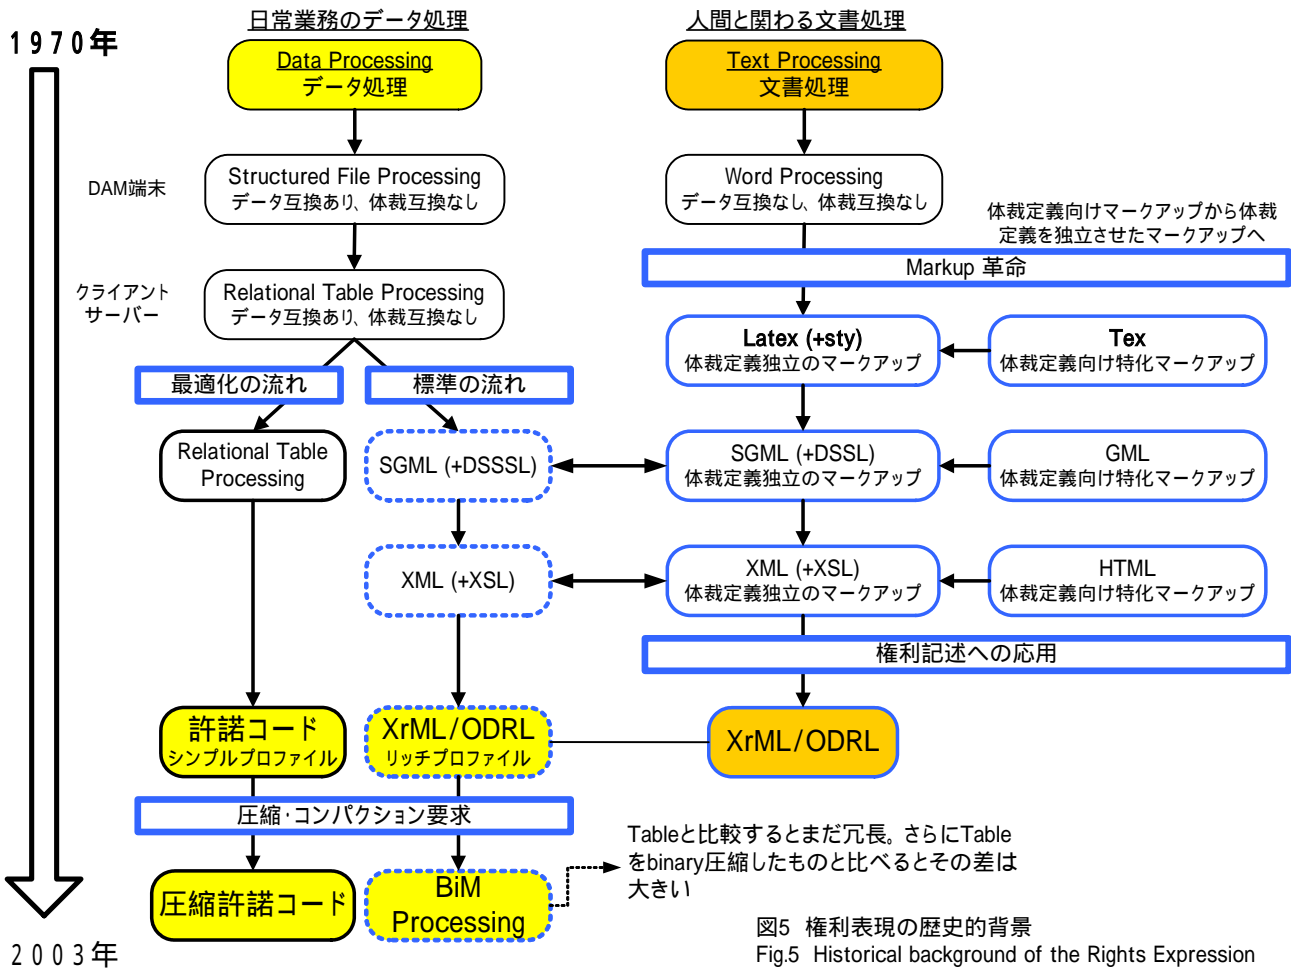 1970年
日常業務のデータ処理
人間と関わる文書処理
Data Processing
データ処理
Text Processing
文書処理
DAM端末
Structured File Processing
データ互換あり、体裁互換なし
Word Processing
データ互換なし、体裁互換なし
体裁定義向けマークアップから体裁
定義を独立させたマークアップへ
Markup 革命
クライアント
サーバー
Relational Table Processing
データ互換あり、体裁互換なし
Latex (+sty)
体裁定義独立のマークアップ
Tex
体裁定義向け特化マークアップ
最適化の流れ
標準の流れ
Relational Table
Processing
SGML (+DSSSL)
SGML (+DSSL)
体裁定義独立のマークアップ
GML
体裁定義向け特化マークアップ
XML (+XSL)
XML (+XSL)
体裁定義独立のマークアップ
HTML
体裁定義向け特化マークアップ
権利記述への応用
許諾コード
シンプルプロファイル
XrML/ODRL
リッチプロファイル
XrML/ODRL
圧縮・コンパクション要求
Tableと比較するとまだ冗長。さらにTable
をbinary圧縮したものと比べるとその差は
大きい
圧縮許諾コード
BiM
Processing
図5 権利表現の歴史的背景
Fig.5 Historical background of the Rights Expression
2003年